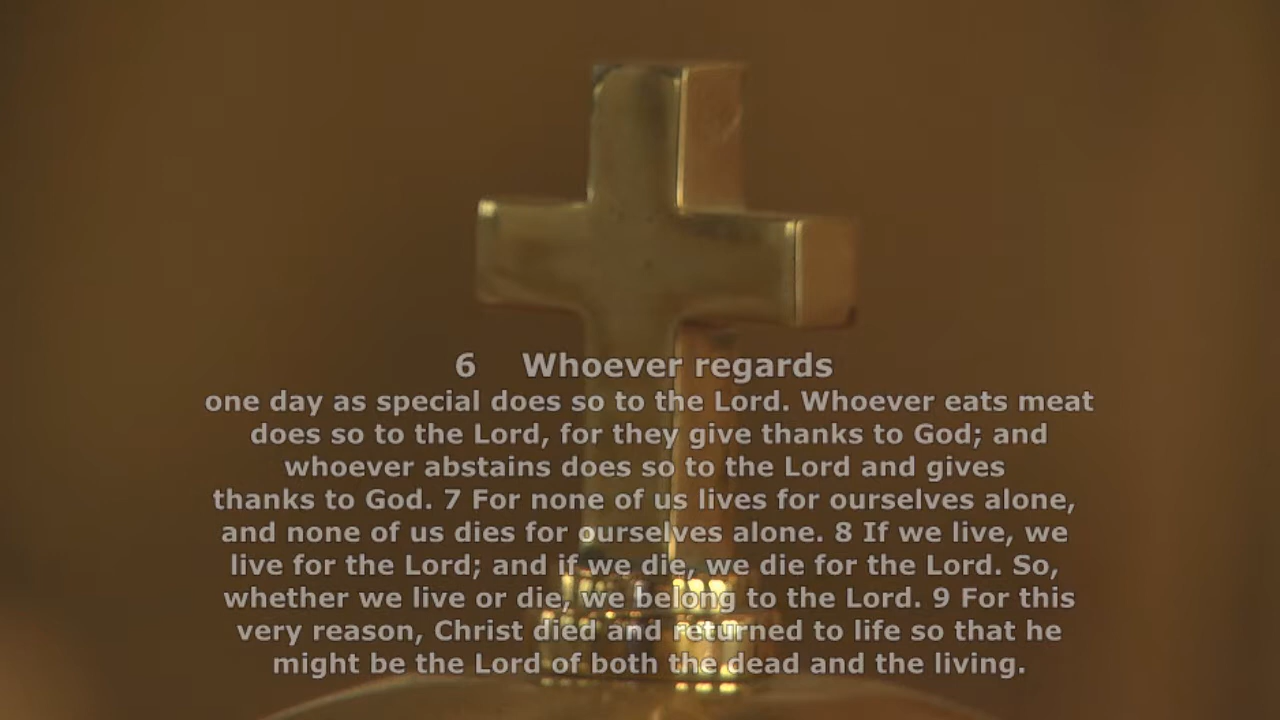 6 Whoever regards
one day as special does so to the Lord. Whoever eats meat
does so to the Lord, for they give thanks to God; and
whoever abstains does so to the Lord and gives
thanks to God. 7 For none of us lives for ourselves alone,
and none of us dies for ourselves alone. 8 If we live, we
live for the Lord; and if we die, we die for the Lord. So,
whether we live or die, we belong to the Lord. 9 For this
very reason, Christ died and returned to life so that he
might be the Lord of both the dead and the living.